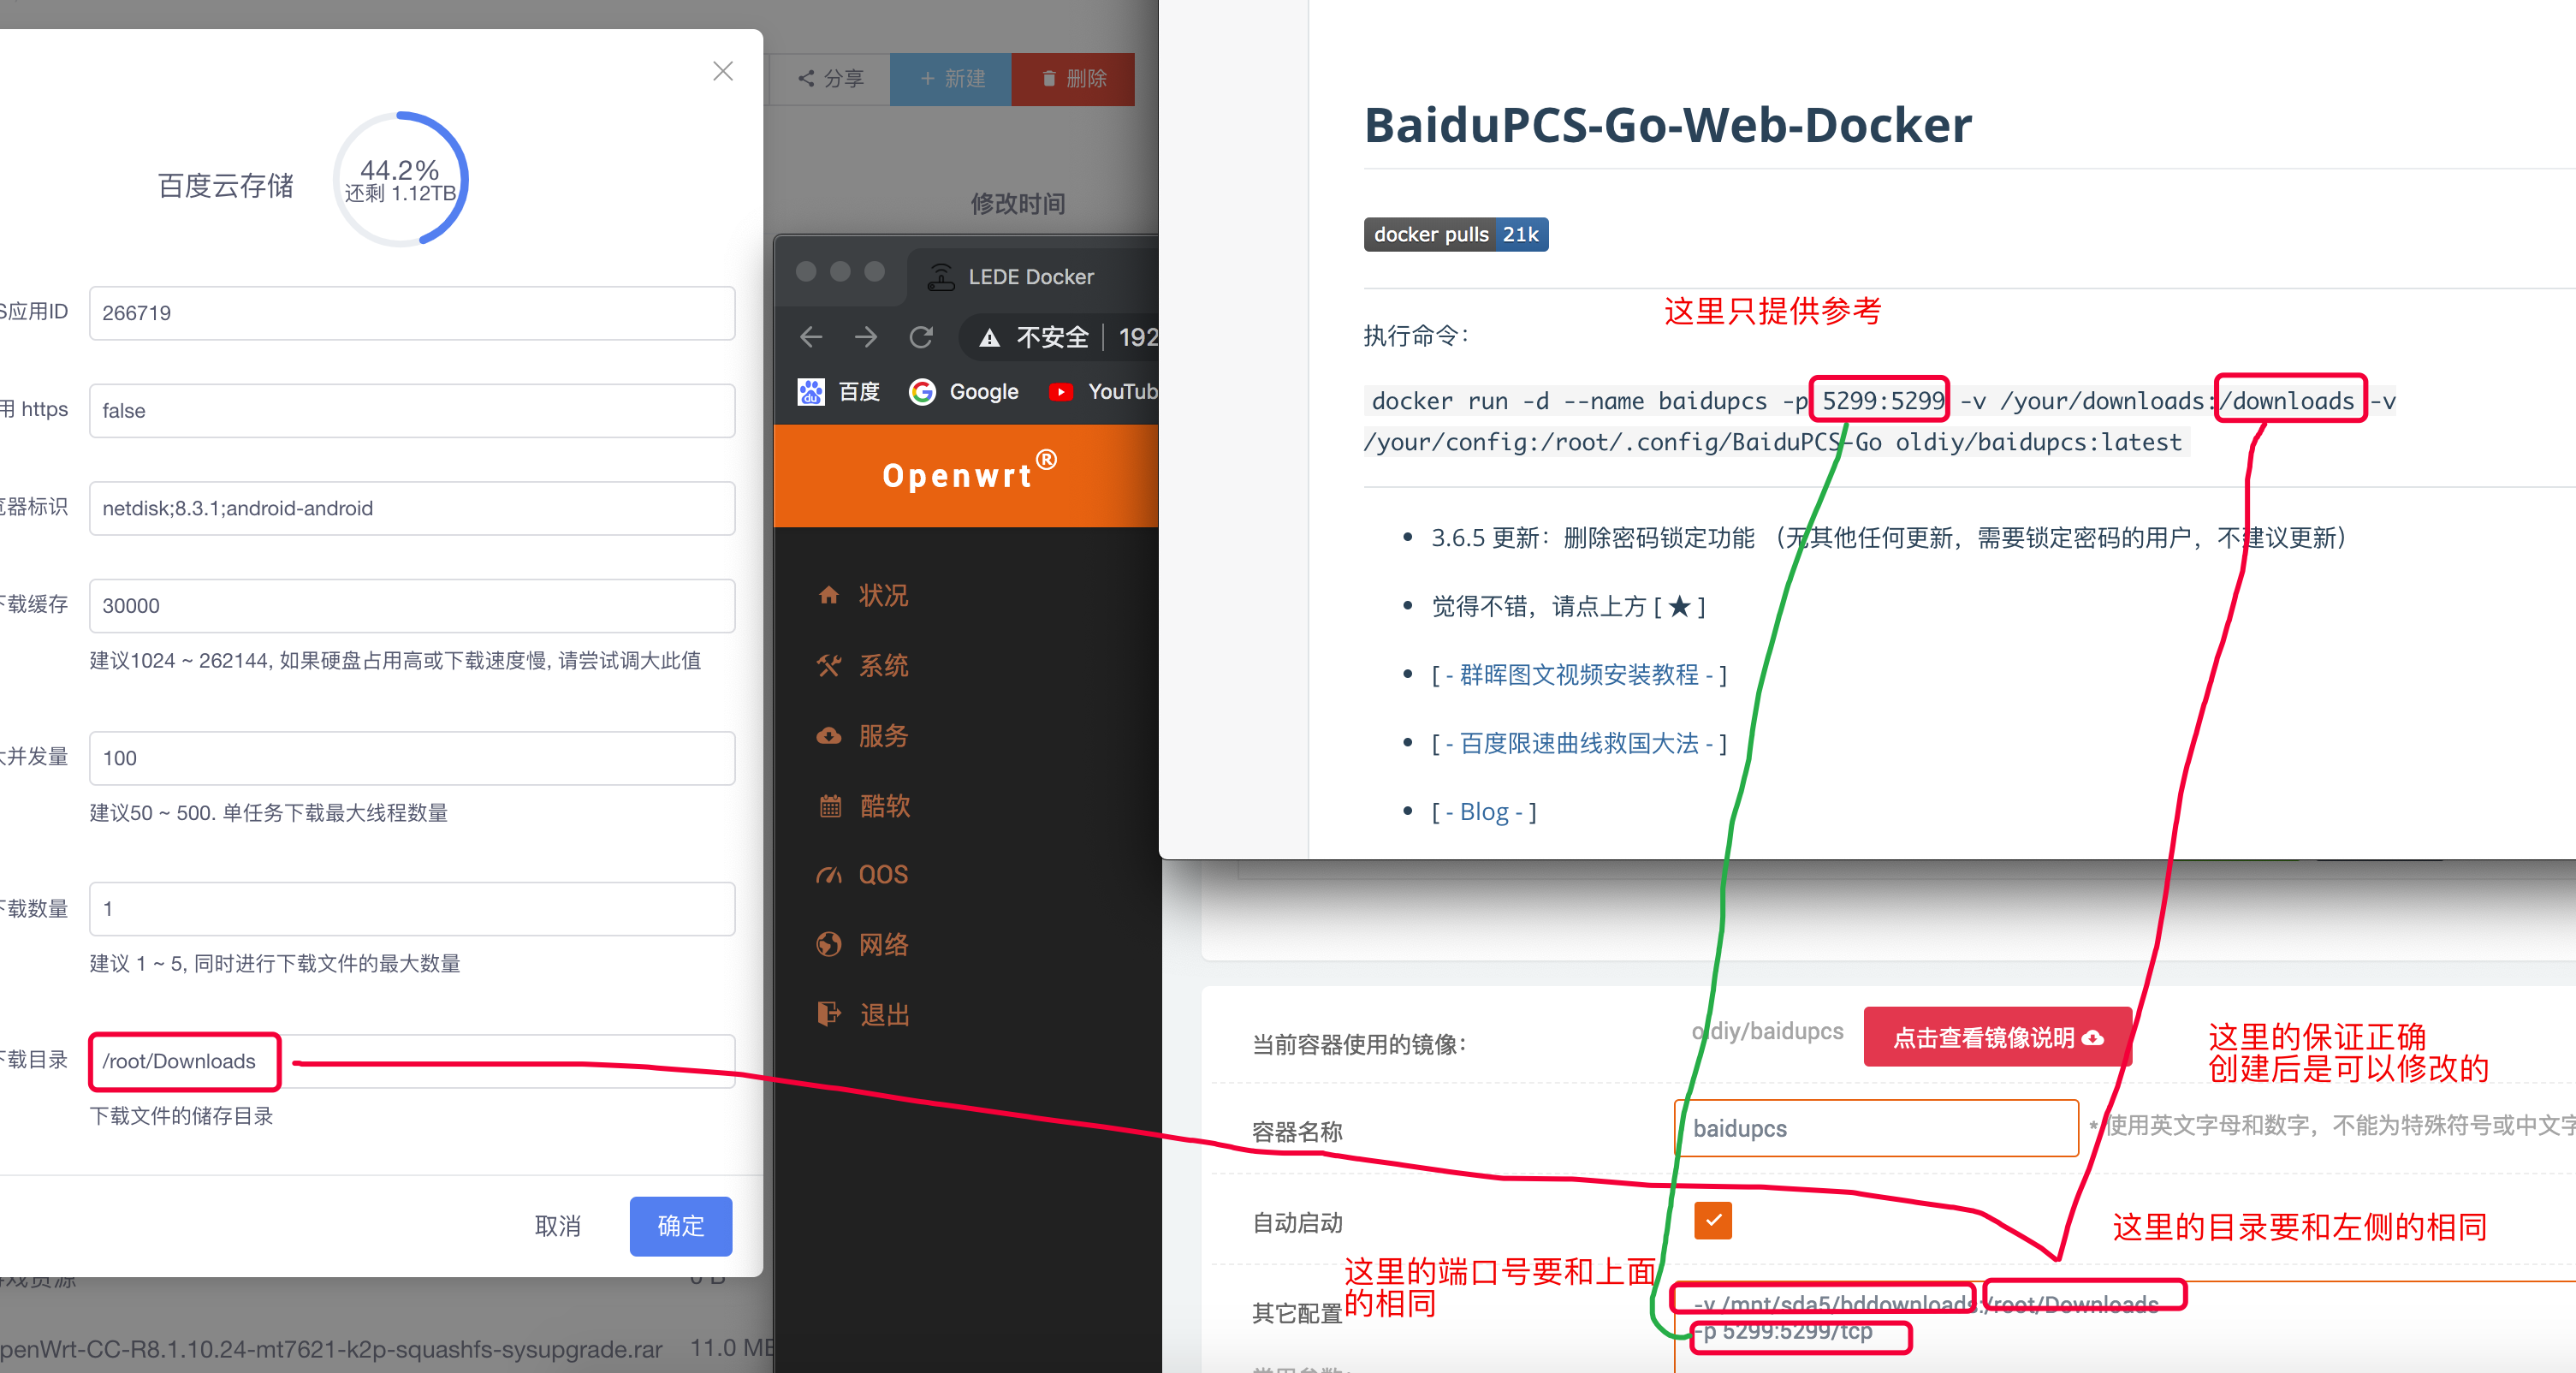 百度云存储
44.2%
还剩 1.12TB
S应用ID
266719
用 https
false
器标识
netdisk;8.3.1;android-android
下载缓存
30000
建议1024 ~ 262144, 如果硬盘占用高或下载速度慢, 请尝试调大此值
大并发量
100
建议50 ~ 500. 单任务下载最大线程数量
下载数量
1
建议 1 ~ 5, 同时进行下载文件的最大数量
下载目录
/root/Downloads
下载文件的储存目录
取消
确定
0 B
penWrt-CC-R8.1.10.24-mt7621-k2p-squashfs-sysupgrade.rar
11.0 ME
分享
+ 新建
删除
修改时间
LEDE Docker
不安全
192
百度
Google
YouTub
Openwrt®
状况
系统
服务
酷软
QOS
网络
退出
BaiduPCS-Go-Web-Docker
docker pulls 21k
这里只提供参考
执行命令：
docker run -d --name baidupcs -p 5299:5299 -v /your/downloads:/downloads -v
/your/config:/root/.config/BaiduPCS-Go oldiy/baidupcs:latest
• 3.6.5 更新：删除密码锁定功能 （无其他任何更新，需要锁定密码的用户，不建议更新）
• 觉得不错，请点上方 [ ★ ]
• [ - 群晖图文视频安装教程 - ]
• [ - 百度限速曲线救国大法 - ]
• [ - Blog - ]
当前容器使用的镜像：
oldiy/baidupcs
点击查看镜像说明
这里的保证正确
创建后是可以修改的
容器名称
baidupcs
* 使用英文字母和数字，不能为特殊符号或中文字
自动启动
这里的目录要和左侧的相同
这里的端口号要和上面
的相同
其它配置
-v /mnt/sda5/bddownloads:/root/Downloads
-p 5299:5299/tcp